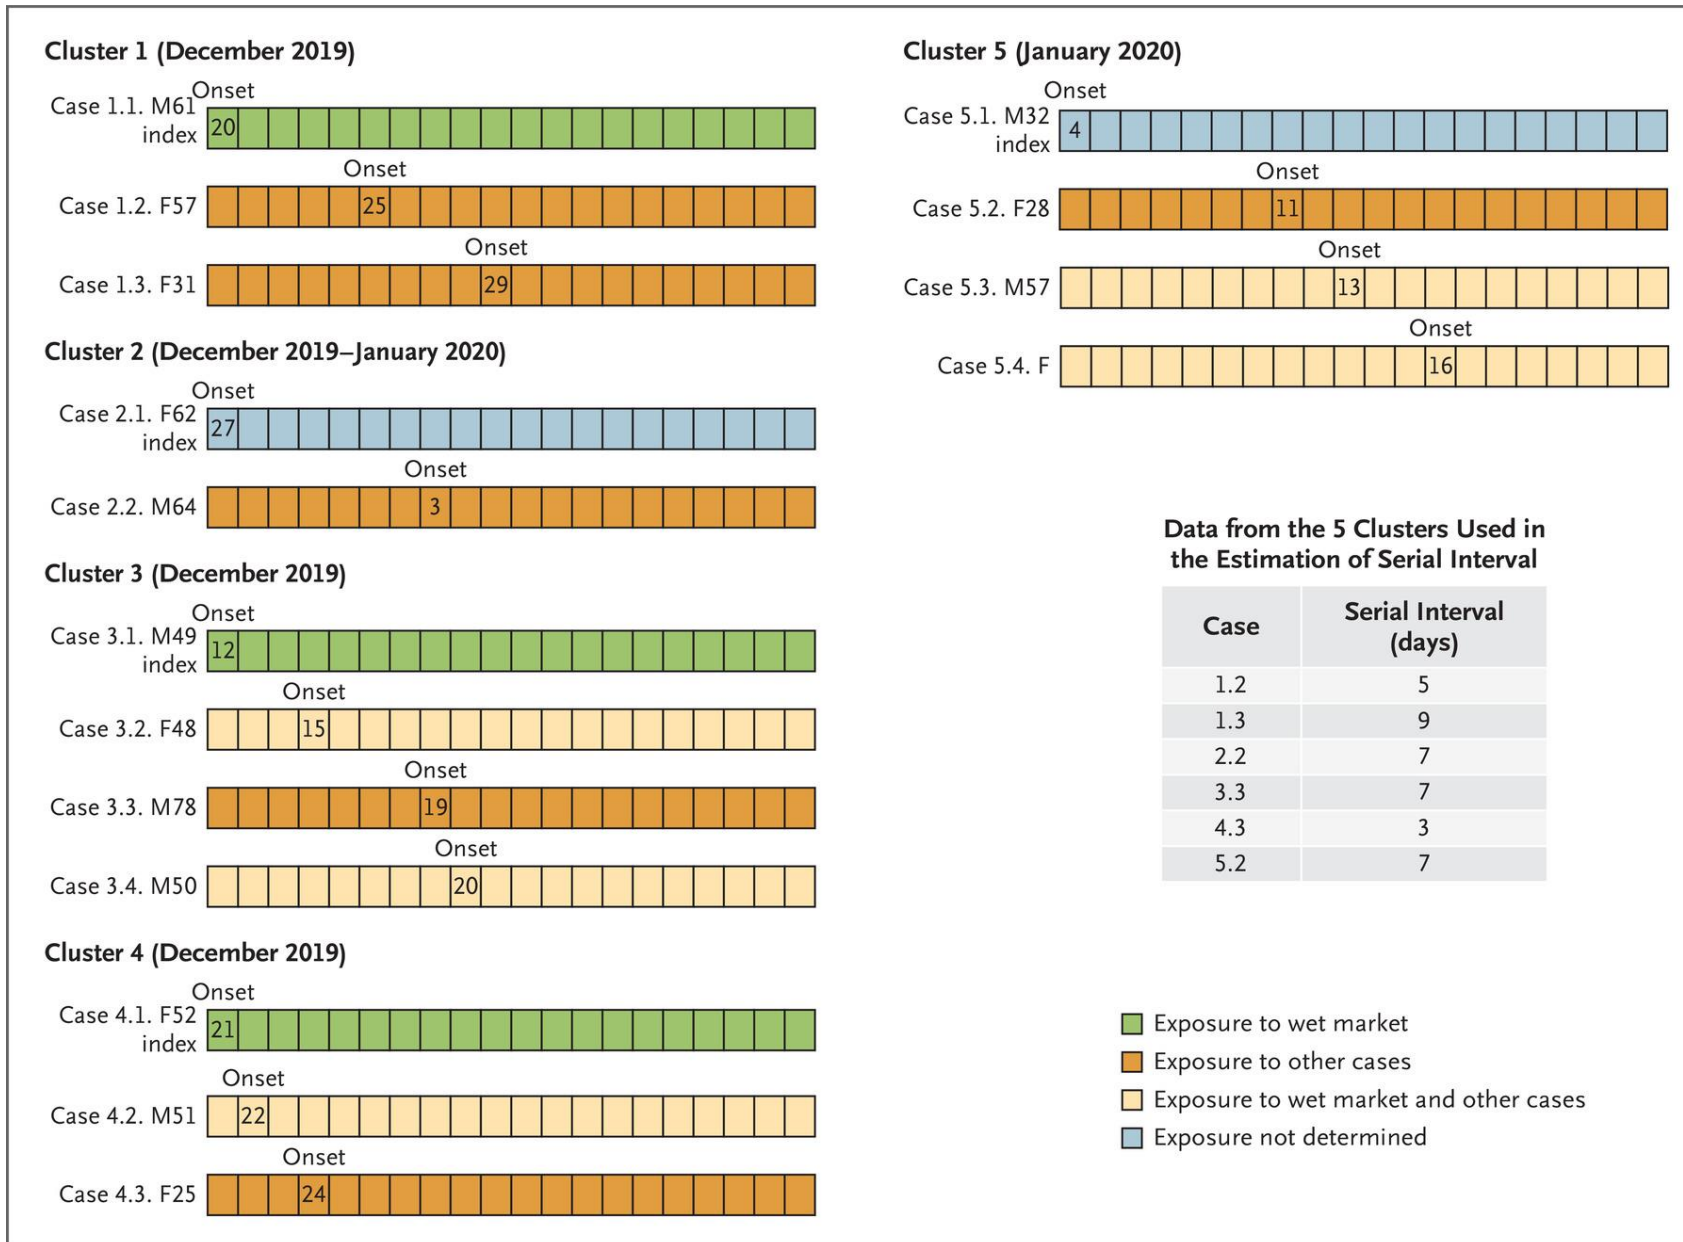 Cluster 1 (December 2019)
Onset
Case 1.1. M61
index
20
Onset
Case 1.2. F57
25
Onset
Case 1.3. F31
29
Cluster 2 (December 2019–January 2020)
Onset
Case 2.1. F62
index
27
Onset
Case 2.2. M64
3
Cluster 3 (December 2019)
Onset
Case 3.1. M49
index
12
Onset
Case 3.2. F48
15
Onset
Case 3.3. M78
19
Onset
Case 3.4. M50
20
Cluster 4 (December 2019)
Onset
Case 4.1. F52
index
21
Onset
Case 4.2. M51
22
Onset
Case 4.3. F25
24
Cluster 5 (January 2020)
Onset
Case 5.1. M32
index
4
Onset
Case 5.2. F28
11
Onset
Case 5.3. M57
13
Onset
Case 5.4. F
16
Data from the 5 Clusters Used in
the Estimation of Serial Interval
Case
Serial Interval
(days)
1.2 5
1.3 9
2.2 7
3.3 7
4.3 3
5.2 7
Exposure to wet market
Exposure to other cases
Exposure to wet market and other cases
Exposure not determined